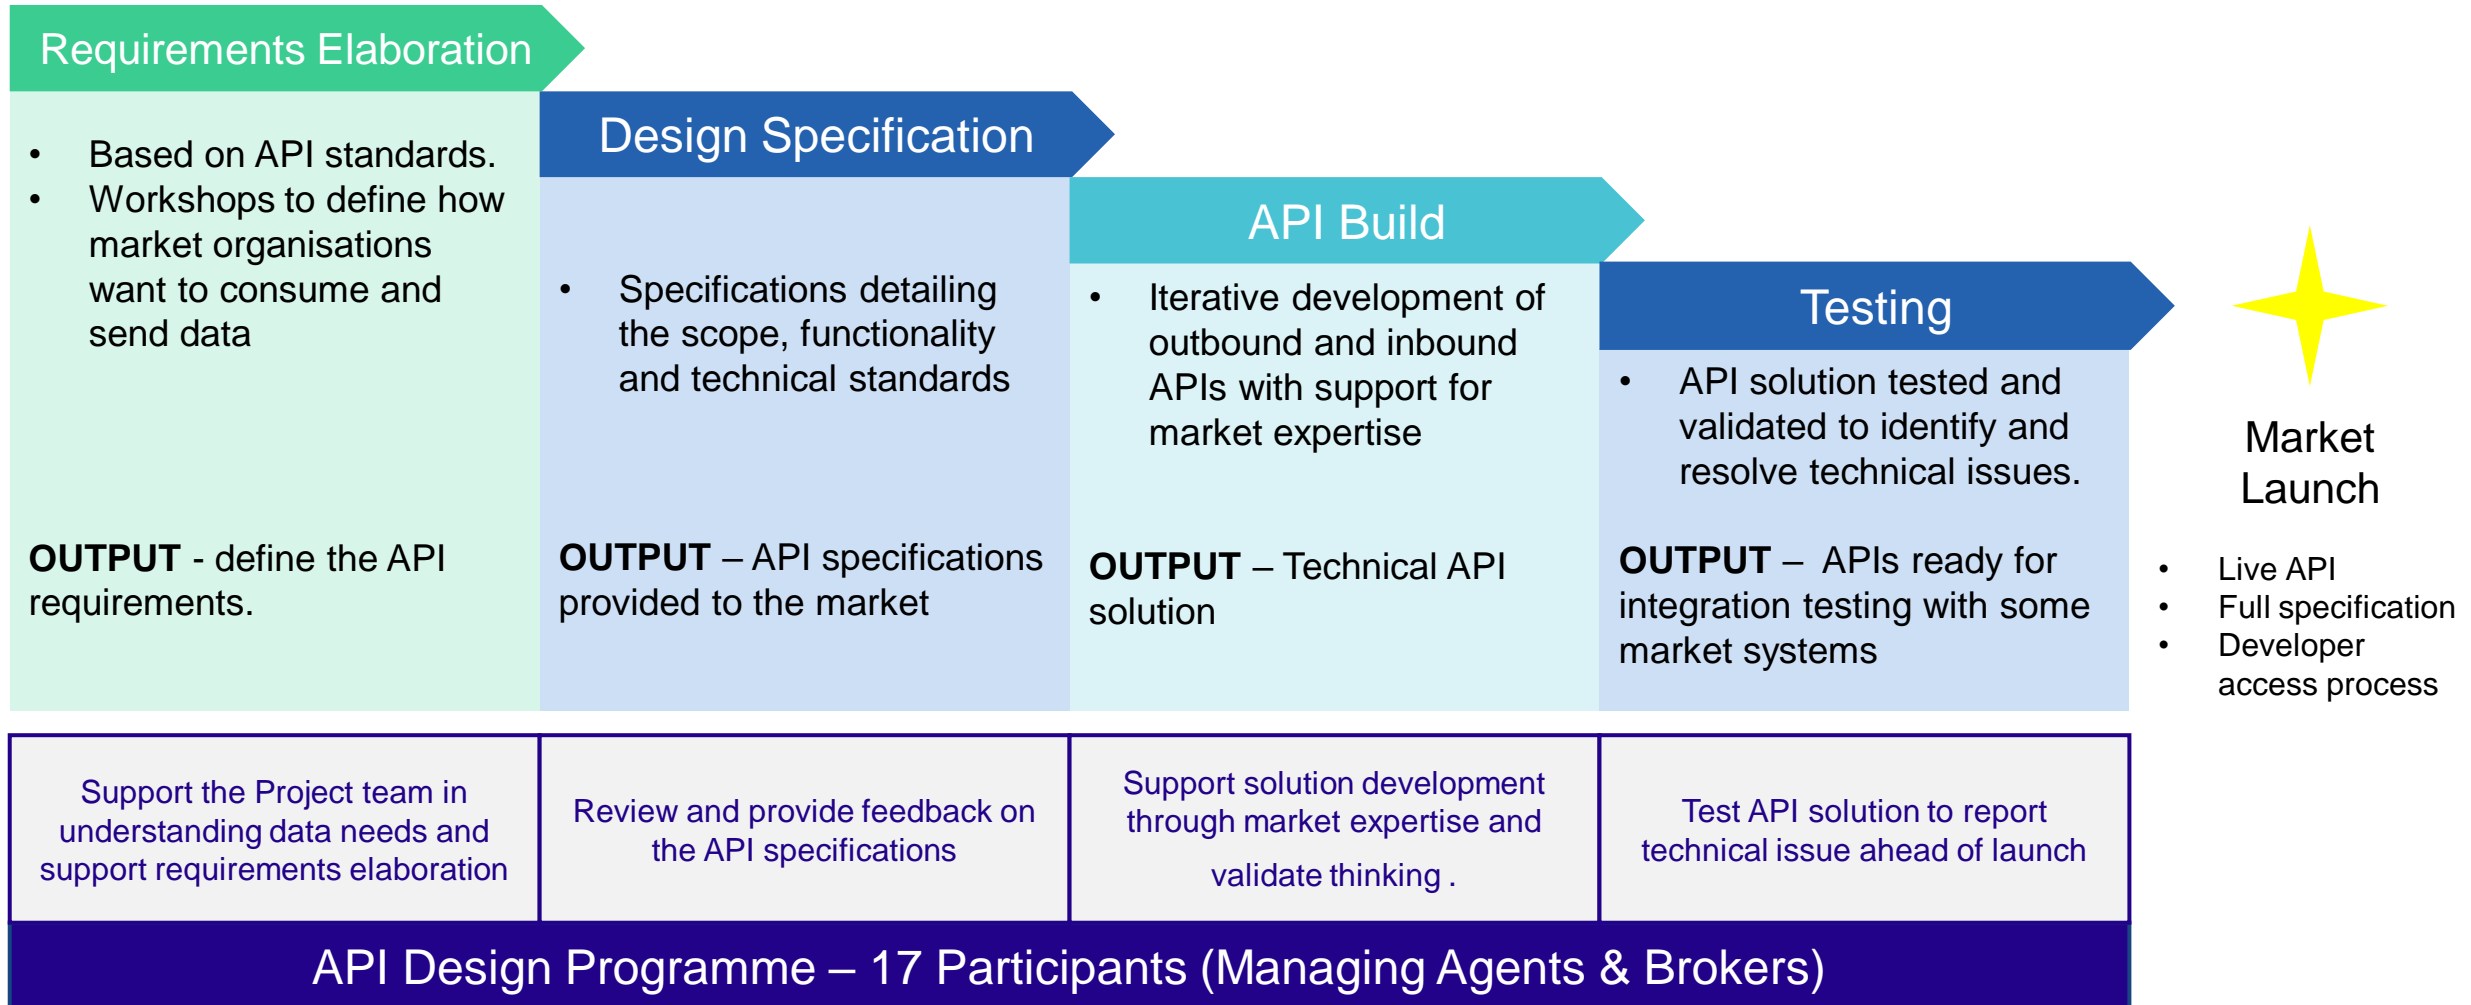 Requirements Elaboration
• Based on API standards.
• Workshops to define how
market organisations
want to consume and
send data
OUTPUT - define the API
requirements.
Design Specification
• Specifications detailing
the scope, functionality
and technical standards
OUTPUT – API specifications
provided to the market
API Build
• Iterative development of
outbound and inbound
APIs with support for
market expertise
OUTPUT – Technical API
solution
Testing
• API solution tested and
validated to identify and
resolve technical issues.
OUTPUT – APIs ready for
integration testing with some
market systems
Market
Launch
• Live API
• Full specification
• Developer
access process
Support the Project team in
understanding data needs and
support requirements elaboration
Review and provide feedback on
the API specifications
Support solution development
through market expertise and
validate thinking .
Test API solution to report
technical issue ahead of launch
API Design Programme – 17 Participants (Managing Agents & Brokers)